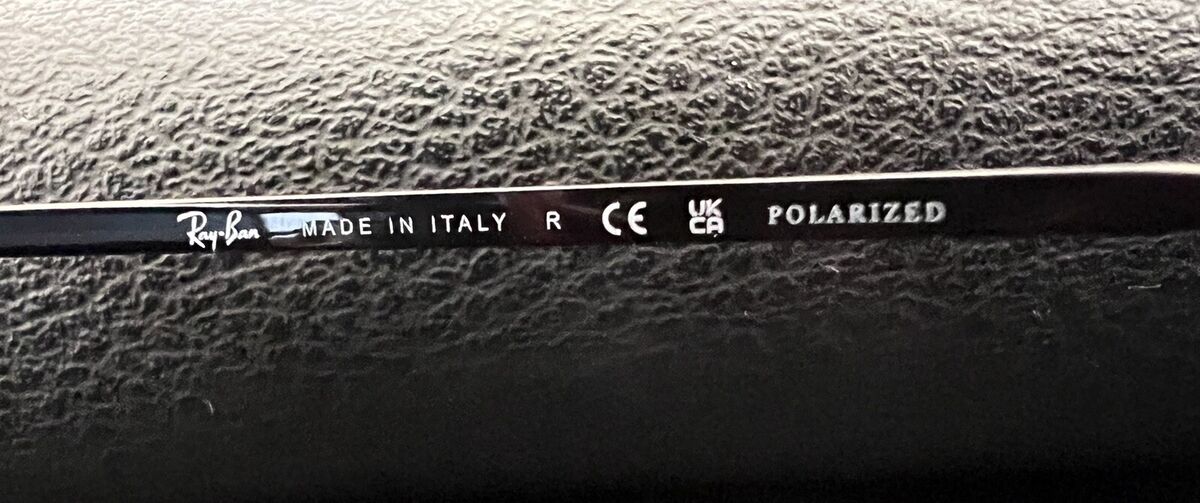 Ray-Ban MADE IN ITALY R CE UK CA POLARIZED